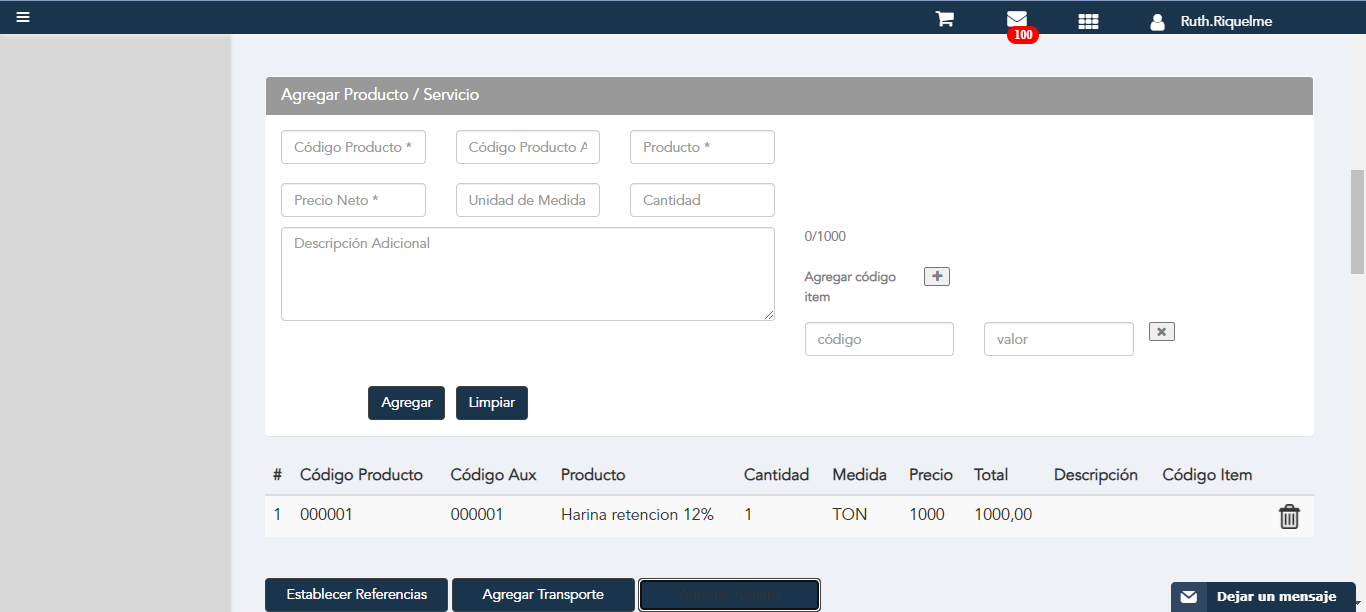 Ruth.Riquelme
100
Agregar Producto / Servicio
Código Producto *
Código Producto A
Producto *
Precio Neto *
Unidad de Medida
Cantidad
Descripción Adicional
0/1000
Agregar código
item
código
valor
Agregar
Limpiar
# Código Producto Código Aux Producto Cantidad Medida Precio Total Descripción Código Item
1 000001 000001 Harina retencion 12% 1 TON 1000 1000,00
Establecer Referencias
Agregar Transporte
Agregar Aduana
Dejar un mensaje